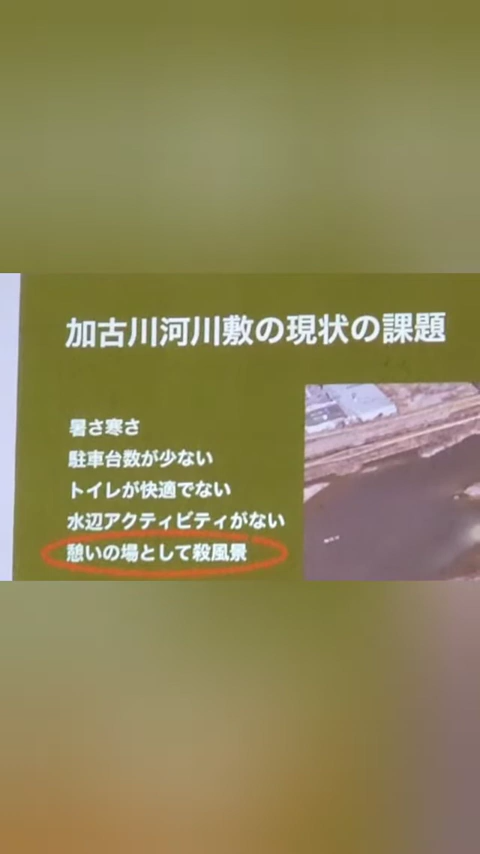 加古川河川敷の現状の課題
暑さ寒さ
駐車台数が少ない
トイレが快適でない
水辺アクティビティがない
憩いの場として殺風景